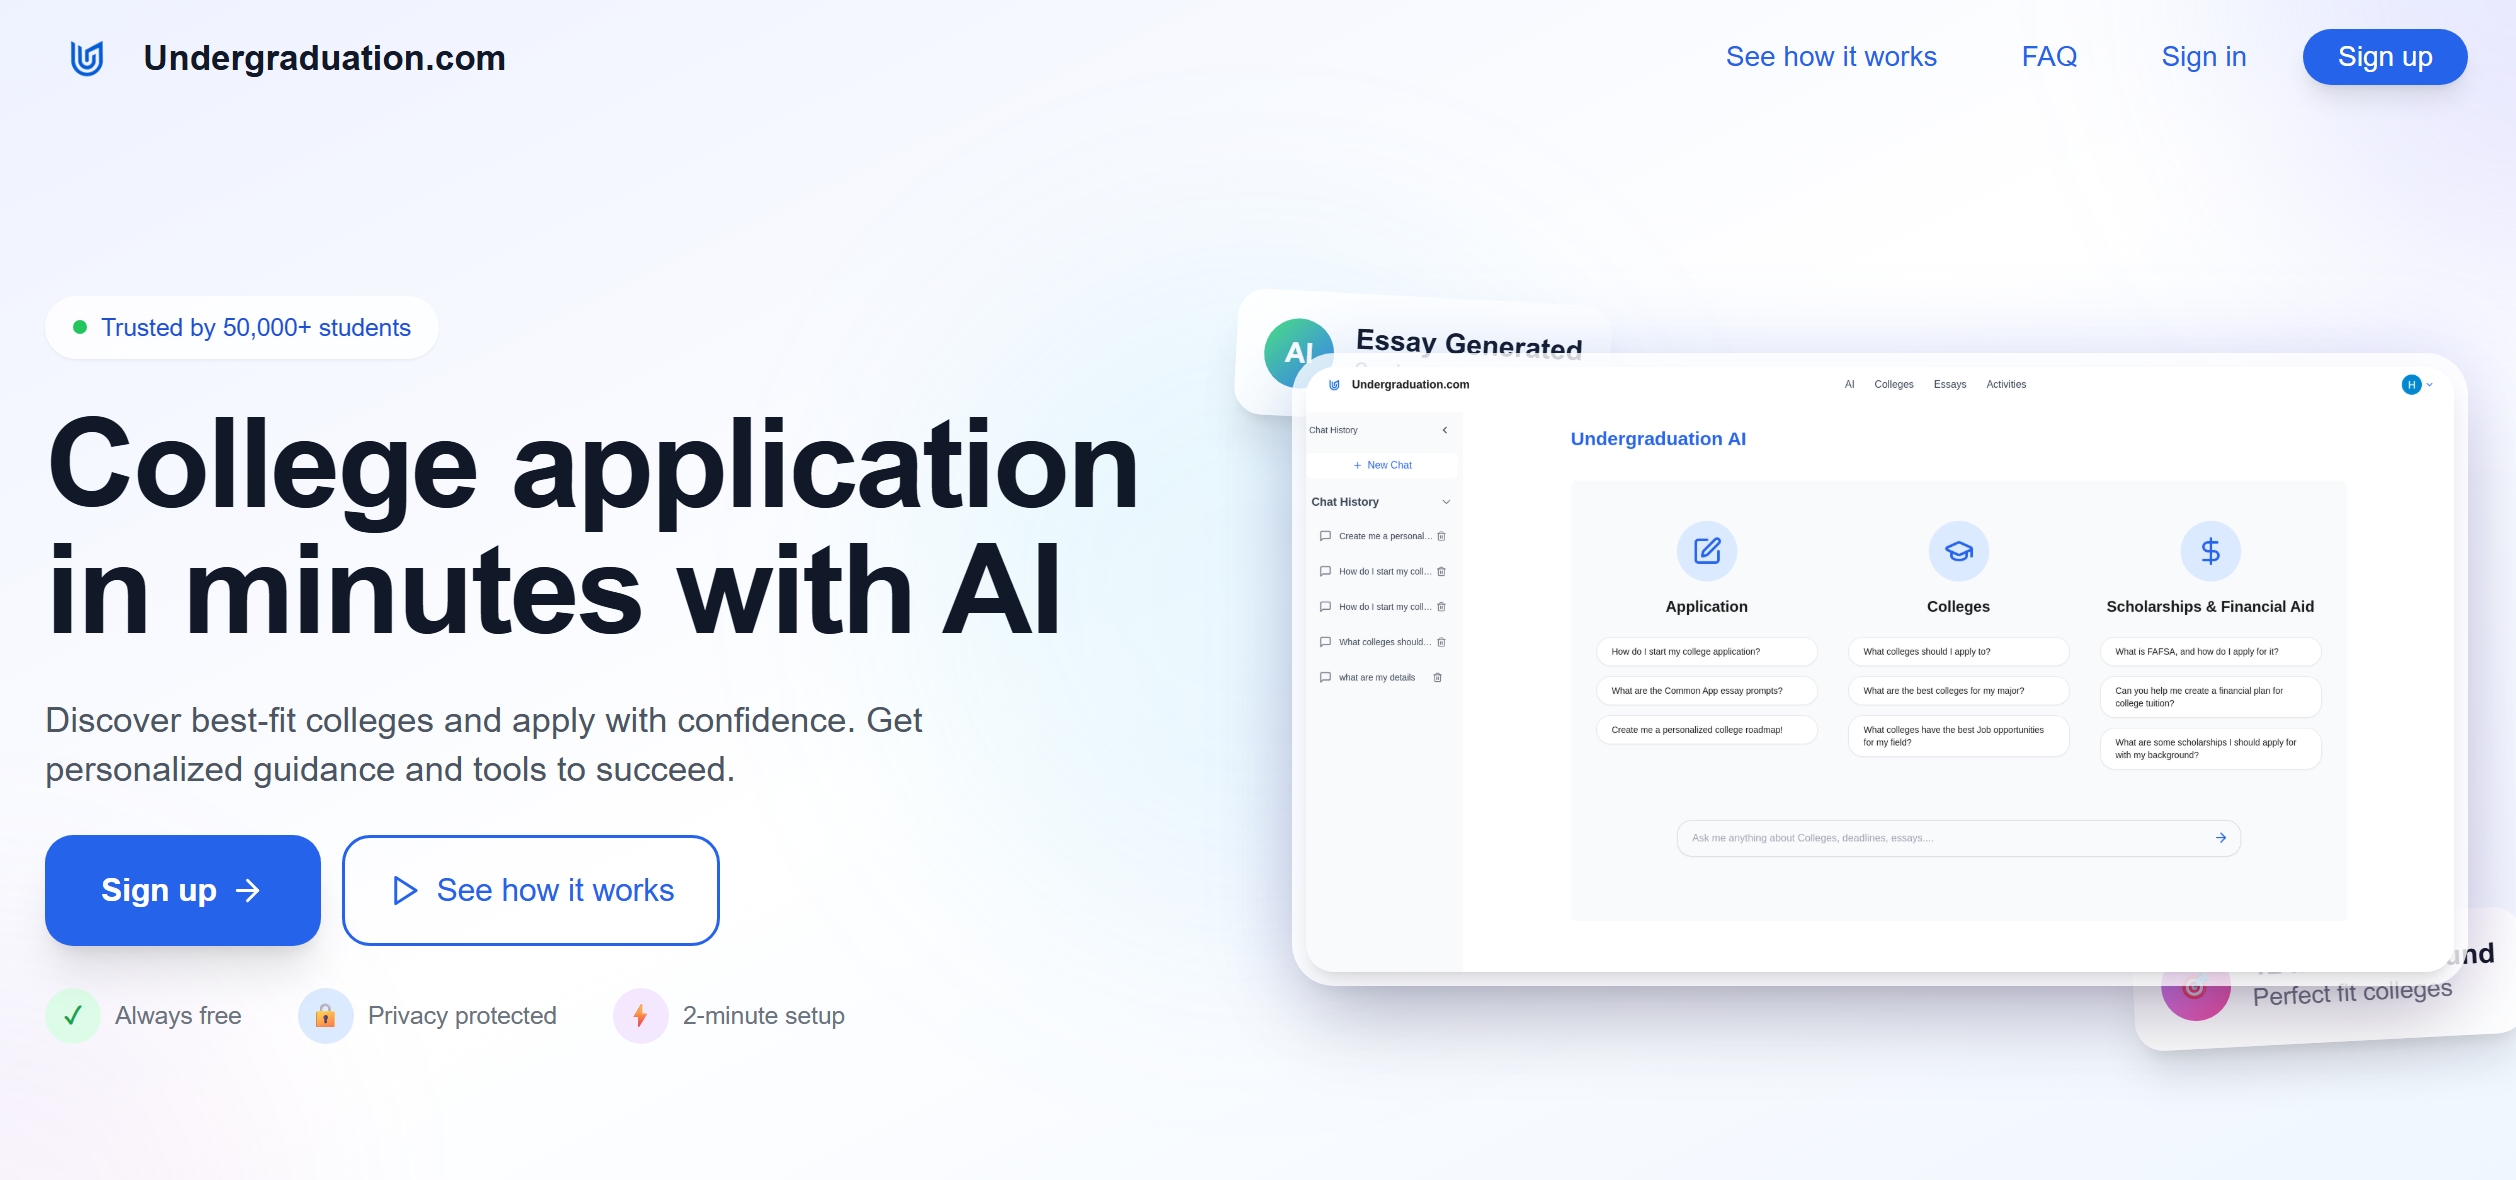 Undergraduation.com
See how it works
FAQ
Sign in
Sign up
Trusted by 50,000+ students
College application
in minutes with AI
Discover best-fit colleges and apply with confidence. Get
personalized guidance and tools to succeed.
Sign up
See how it works
Always free
Privacy protected
2-minute setup
AI
Essay Generated
Undergraduation.com
AI
Colleges
Essays
Activities
H
Chat History
+ New Chat
Chat History
Create me a personal...
How do I start my coll...
How do I start my coll...
What colleges should...
what are my details
Undergraduation AI
Application
How do I start my college application?
What are the Common App essay prompts?
Create me a personalized college roadmap!
Colleges
What colleges should I apply to?
What are the best colleges for my major?
What colleges have the best Job opportunities
for my field?
Scholarships & Financial Aid
What is FAFSA, and how do I apply for it?
Can you help me create a financial plan for
college tuition?
What are some scholarships I should apply for
with my background?
Ask me anything about Colleges, deadlines, essays....
Perfect fit colleges